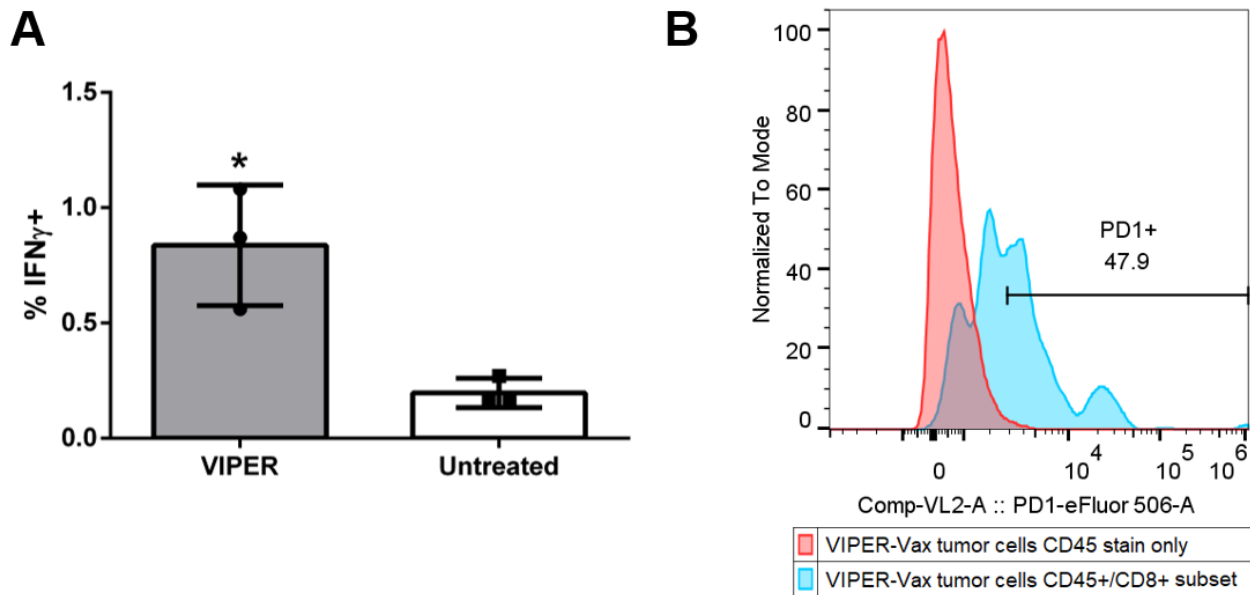 A
1.5
1.0
0.5
0.0
% IFNγ+
*
VIPER
Untreated
B
100
80
60
40
20
0
Normalized To Mode
PD1+
47.9
0
10^4
10^5
10^6
Comp-VL2-A :: PD1-eFluor 506-A
VIPER-Vax tumor cells CD45 stain only
VIPER-Vax tumor cells CD45+/CD8+ subset